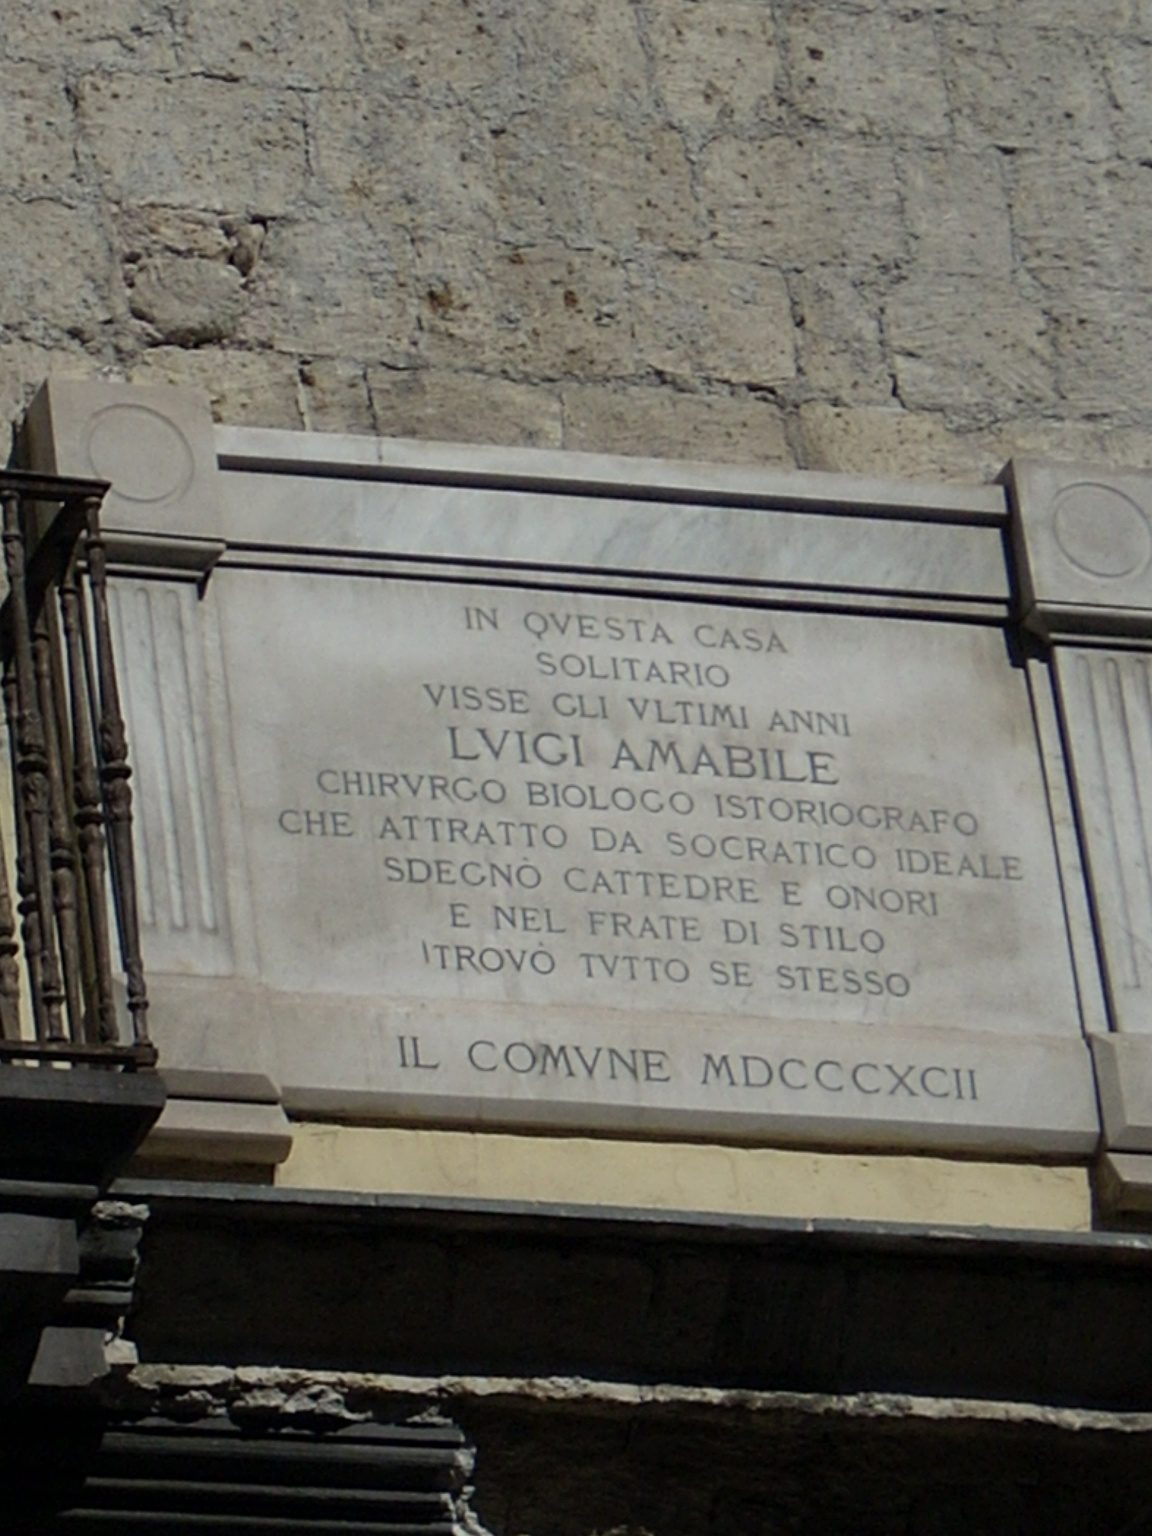 IN QVESTA CASA
SOLITARIO
VISSE GLI VLTIMI ANNI
LVIGI AMABILE
CHIRVRGO BIOLOGO ISTORIOGRAFO
CHE ATTRATTO DA SOCRATICO IDEALE
SDEGNÒ CATTEDRE E ONORI
E NEL FRATE DI STILO
RITROVÒ TVTTO SE STESSO
IL COMVNE MDCCCXCII